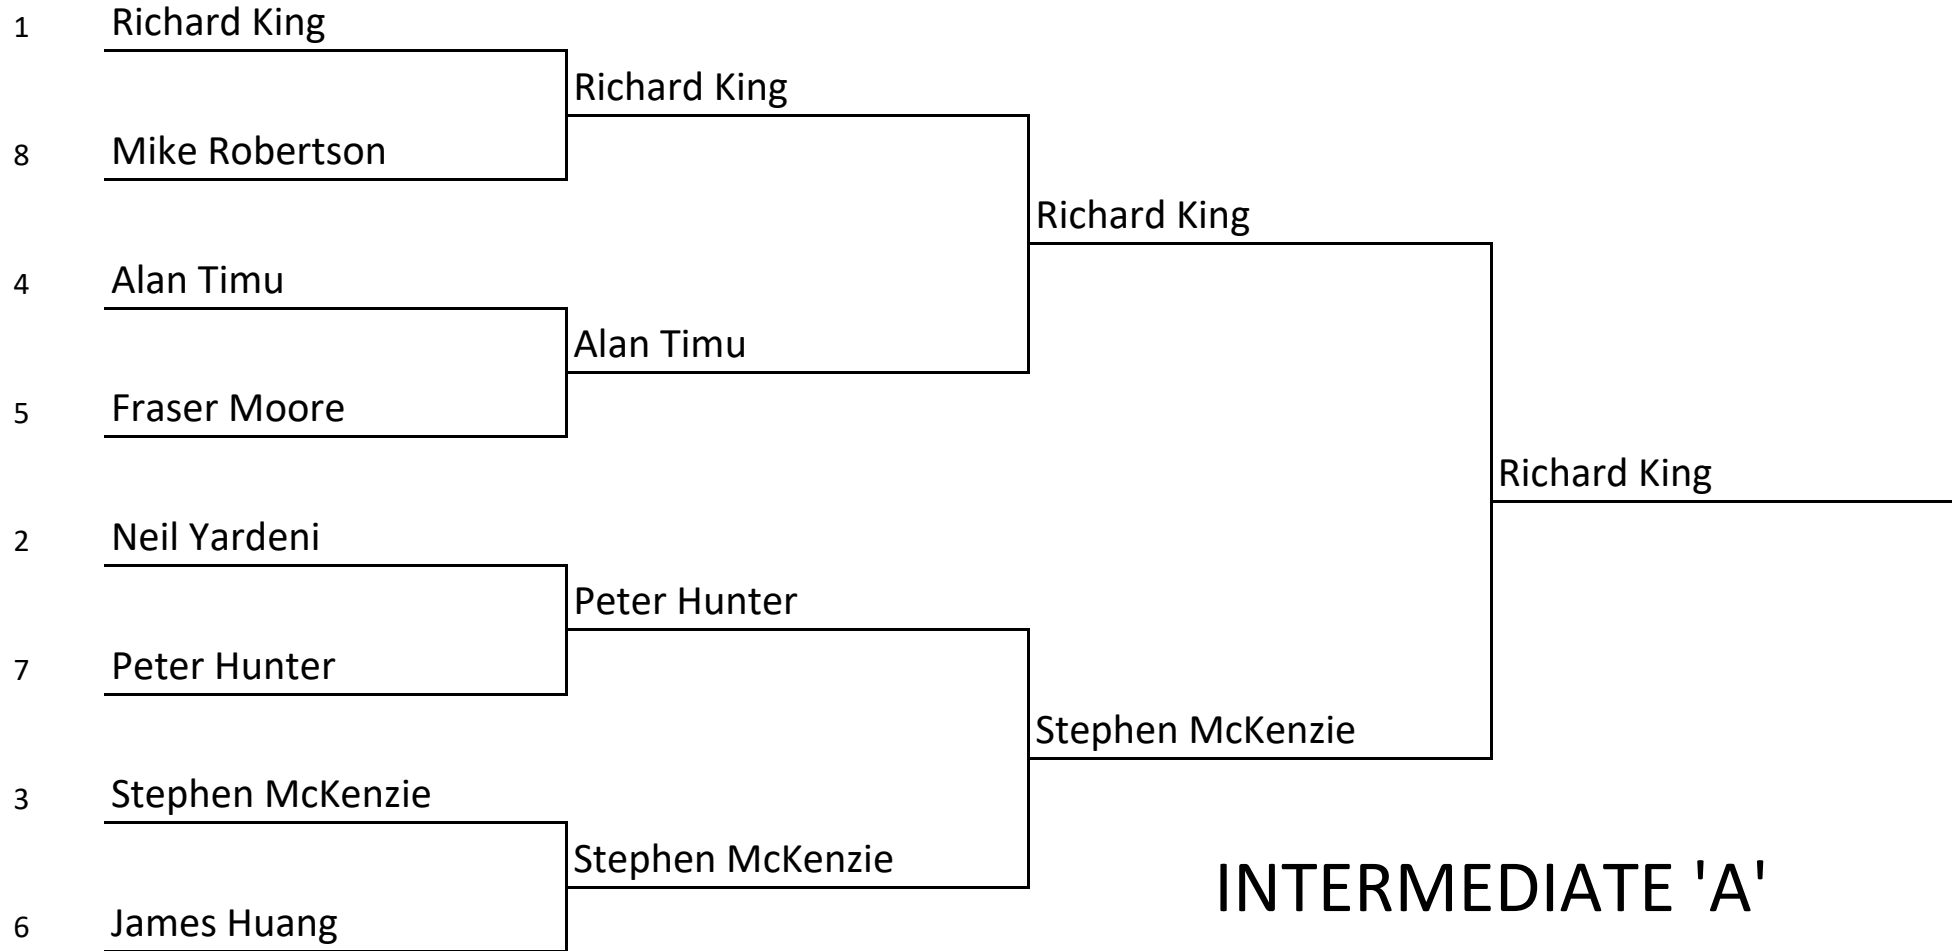 1 Richard King
Richard King
8 Mike Robertson
Richard King
4 Alan Timu
Alan Timu
5 Fraser Moore
Richard King
2 Neil Yardeni
Peter Hunter
7 Peter Hunter
Stephen McKenzie
3 Stephen McKenzie
Stephen McKenzie
INTERMEDIATE 'A'
6 James Huang